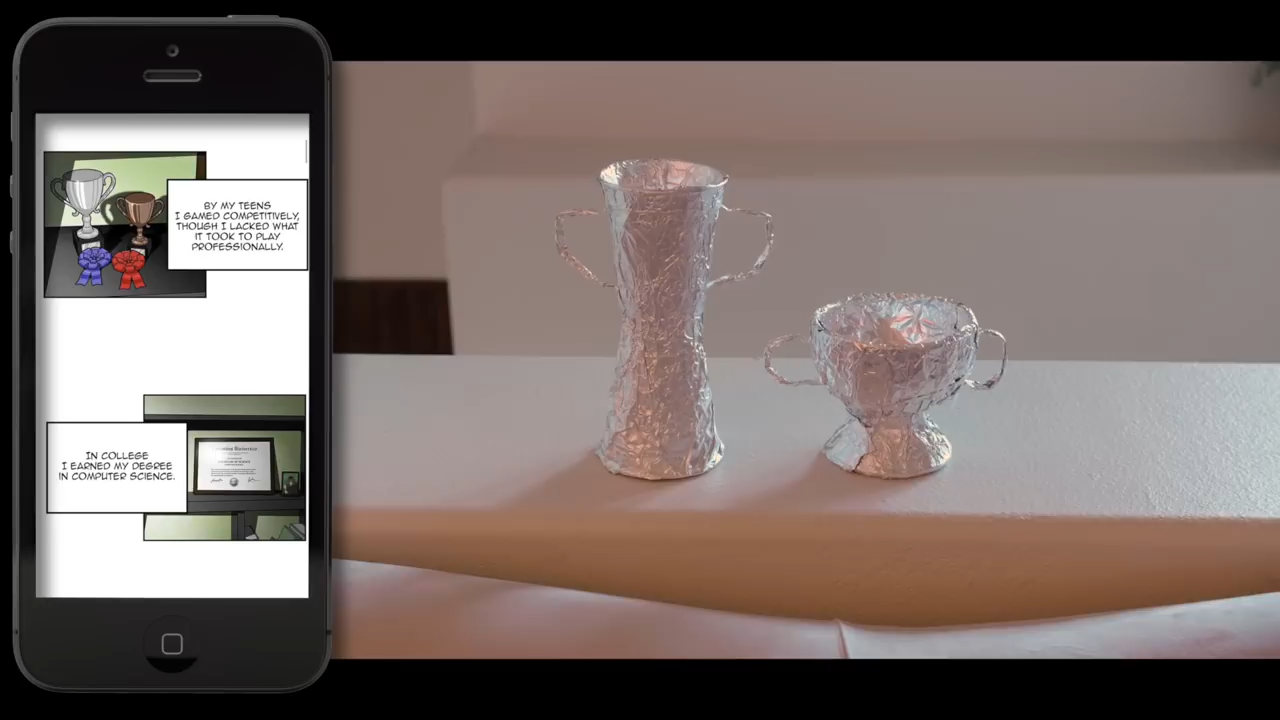 BY MY TEENS
I GAMED COMPETITIVELY,
THOUGH I LACKED WHAT
IT TOOK TO PLAY
PROFESSIONALLY.
IN COLLEGE
I EARNED MY DEGREE
IN COMPUTER SCIENCE.